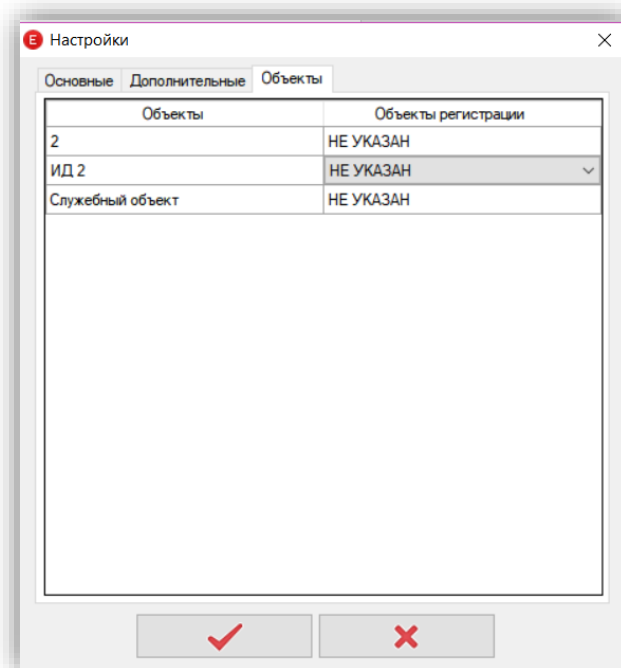 E Настройки
Основные Дополнительные Объекты
Объекты Объекты регистрации
2 НЕ УКАЗАН
ИД 2 НЕ УКАЗАН
Служебный объект НЕ УКАЗАН